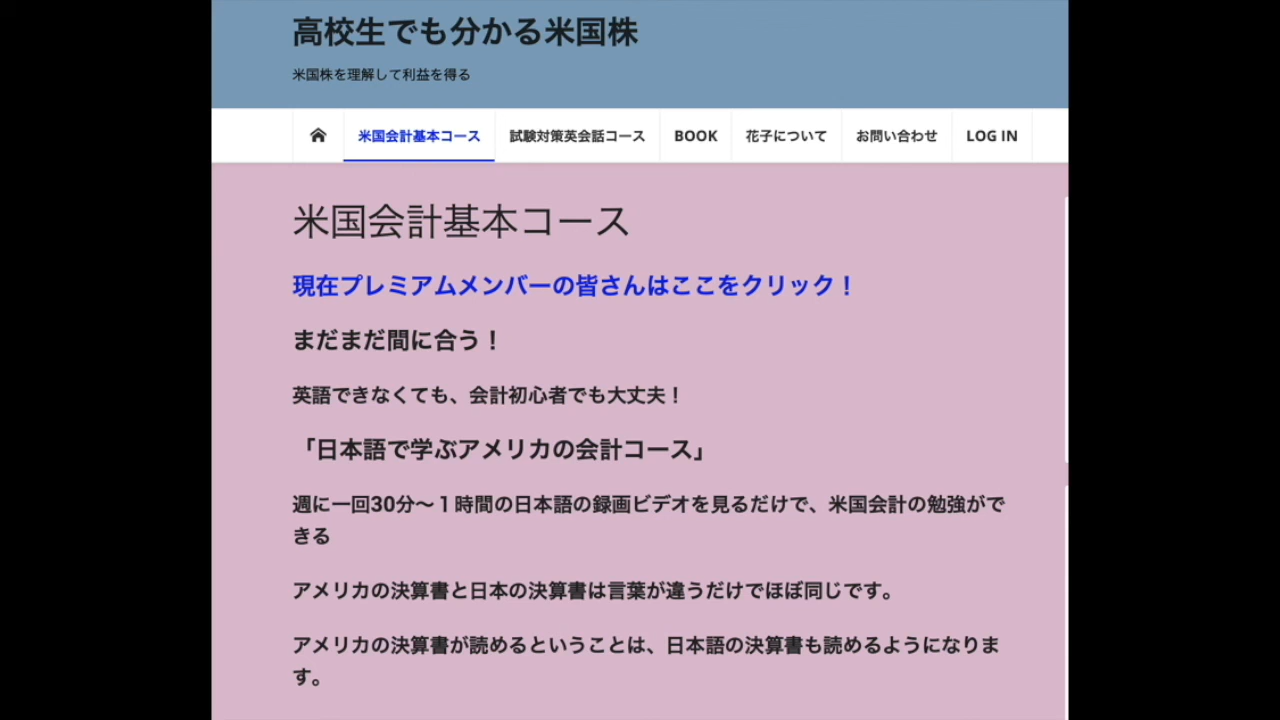 高校生でも分かる米国株
米国株を理解して利益を得る
米国会計基本コース 試験対策英会話コース BOOK 花子について お問い合わせ LOG IN
米国会計基本コース
現在プレミアムメンバーの皆さんはここをクリック！
まだまだ間に合う！
英語できなくても、会計初心者でも大丈夫！
「日本語で学ぶアメリカの会計コース」
週に一回30分〜１時間の日本語の録画ビデオを見るだけで、米国会計の勉強がで
きる
アメリカの決算書と日本の決算書は言葉が違うだけでほぼ同じです。
アメリカの決算書が読めるということは、日本語の決算書も読めるようになりま
す。